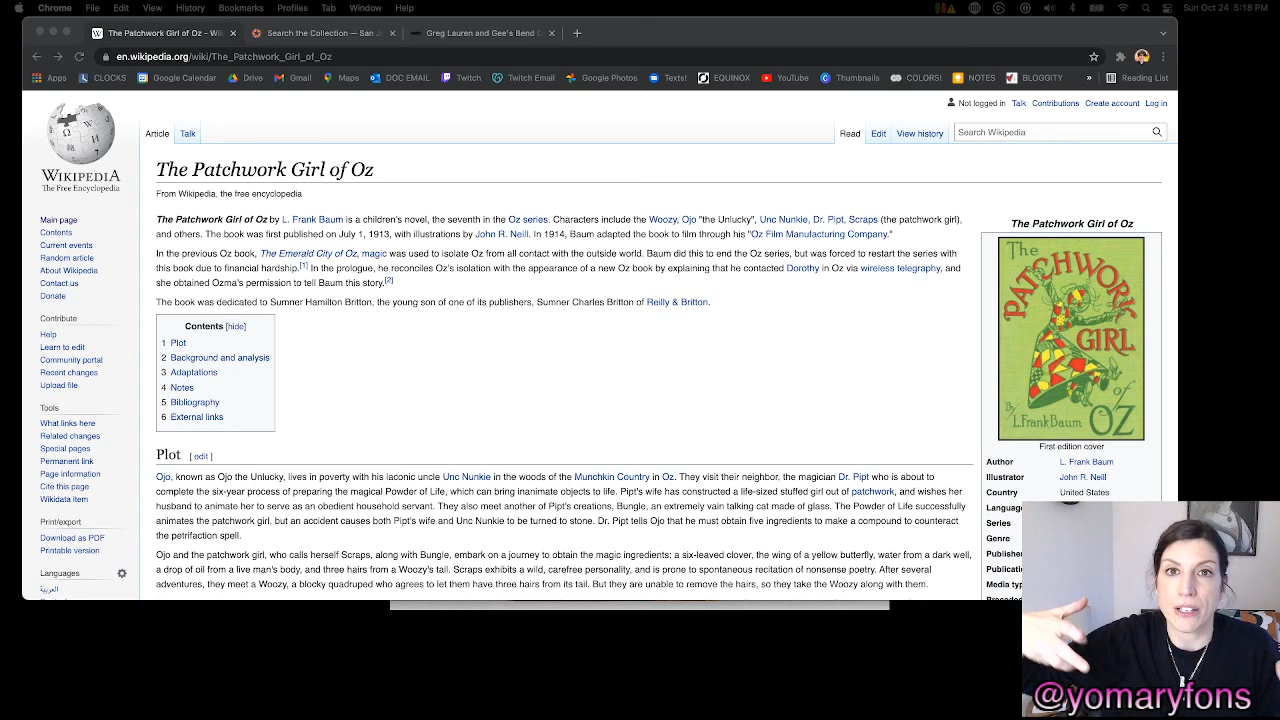 Chrome File Edit View History Bookmarks Profiles Tab Window Help Sun Oct 24 5:18 PM
The Patchwork Girl of Oz - Wi Search the Collection — San J Greg Lauren and Gee's Bend C
en.wikipedia.org/wiki/The_Patchwork_Girl_of_Oz
Apps CLOCKS Google Calendar Drive Gmail Maps DOC EMAIL Twitch Twitch Email Google Photos Texts! EQUINOX YouTube Thumbnails COLORS! NOTES BLOGGITY » Reading List
Not logged in Talk Contributions Create account Log in
Article Talk Read Edit View history Search Wikipedia
WIKIPEDIA
The Free Encyclopedia
Main page
Contents
Current events
Random article
About Wikipedia
Contact us
Donate
Contribute
Help
Learn to edit
Community portal
Recent changes
Upload file
Tools
What links here
Related changes
Special pages
Permanent link
Page information
Cite this page
Wikidata item
Print/export
Download as PDF
Printable version
Languages
العربية
The Patchwork Girl of Oz
From Wikipedia, the free encyclopedia
The Patchwork Girl of Oz by L. Frank Baum is a children's novel, the seventh in the Oz series. Characters include the Woozy, Ojo "the Unlucky", Unc Nunkie, Dr. Pipt, Scraps (the patchwork girl),
and others. The book was first published on July 1, 1913, with illustrations by John R. Neill. In 1914, Baum adapted the book to film through his "Oz Film Manufacturing Company."
In the previous Oz book, The Emerald City of Oz, magic was used to isolate Oz from all contact with the outside world. Baum did this to end the Oz series, but was forced to restart the series with
this book due to financial hardship.[1] In the prologue, he reconciles Oz's isolation with the appearance of a new Oz book by explaining that he contacted Dorothy in Oz via wireless telegraphy, and
she obtained Ozma's permission to tell Baum this story.[2]
The book was dedicated to Sumner Hamilton Britton, the young son of one of its publishers, Sumner Charles Britton of Reilly & Britton.
Contents [hide]
1 Plot
2 Background and analysis
3 Adaptations
4 Notes
5 Bibliography
6 External links
Plot [ edit ]
Ojo, known as Ojo the Unlucky, lives in poverty with his laconic uncle Unc Nunkie in the woods of the Munchkin Country in Oz. They visit their neighbor, the magician Dr. Pipt who is about to
complete the six-year process of preparing the magical Powder of Life, which can bring inanimate objects to life. Pipt's wife has constructed a life-sized stuffed girl out of patchwork, and wishes her
husband to animate her to serve as an obedient household servant. They also meet another of Pipt's creations, Bungle, an extremely vain talking cat made of glass. The Powder of Life successfully
animates the patchwork girl, but an accident causes both Pipt's wife and Unc Nunkie to be turned to stone. Dr. Pipt tells Ojo that he must obtain five ingredients to make a compound to counteract
the petrifaction spell.
Ojo and the patchwork girl, who calls herself Scraps, along with Bungle, embark on a journey to obtain the magic ingredients: a six-leaved clover, the wing of a yellow butterfly, water from a dark well,
a drop of oil from a live man's body, and three hairs from a Woozy's tail. Scraps exhibits a wild, carefree personality, and is prone to spontaneous recitation of nonsense poetry. After several
adventures, they meet a Woozy, a blocky quadruped who agrees to let them have three hairs from its tail. But they are unable to remove the hairs, so they take the Woozy along with them.
The Patchwork Girl of Oz
The
PATCHWORK
GIRL
of
OZ
By
L. Frank Baum
First edition cover
Author L. Frank Baum
Illustrator John R. Neill
Country United States
Langua
Series
Genre
Publishe
Publicati
Media typ
@yomaryfons